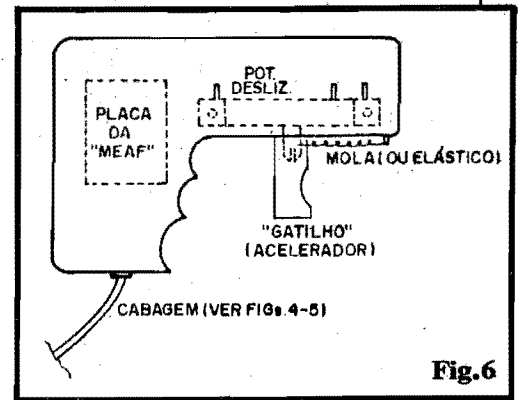 POT.
DESLIZ.
PLACA
DA
"MEAF"
MOLA (OU ELÁSTICO)
"GATILHO"
(ACELERADOR)
CABAGEM (VER FIGs. 4-5)
Fig.6